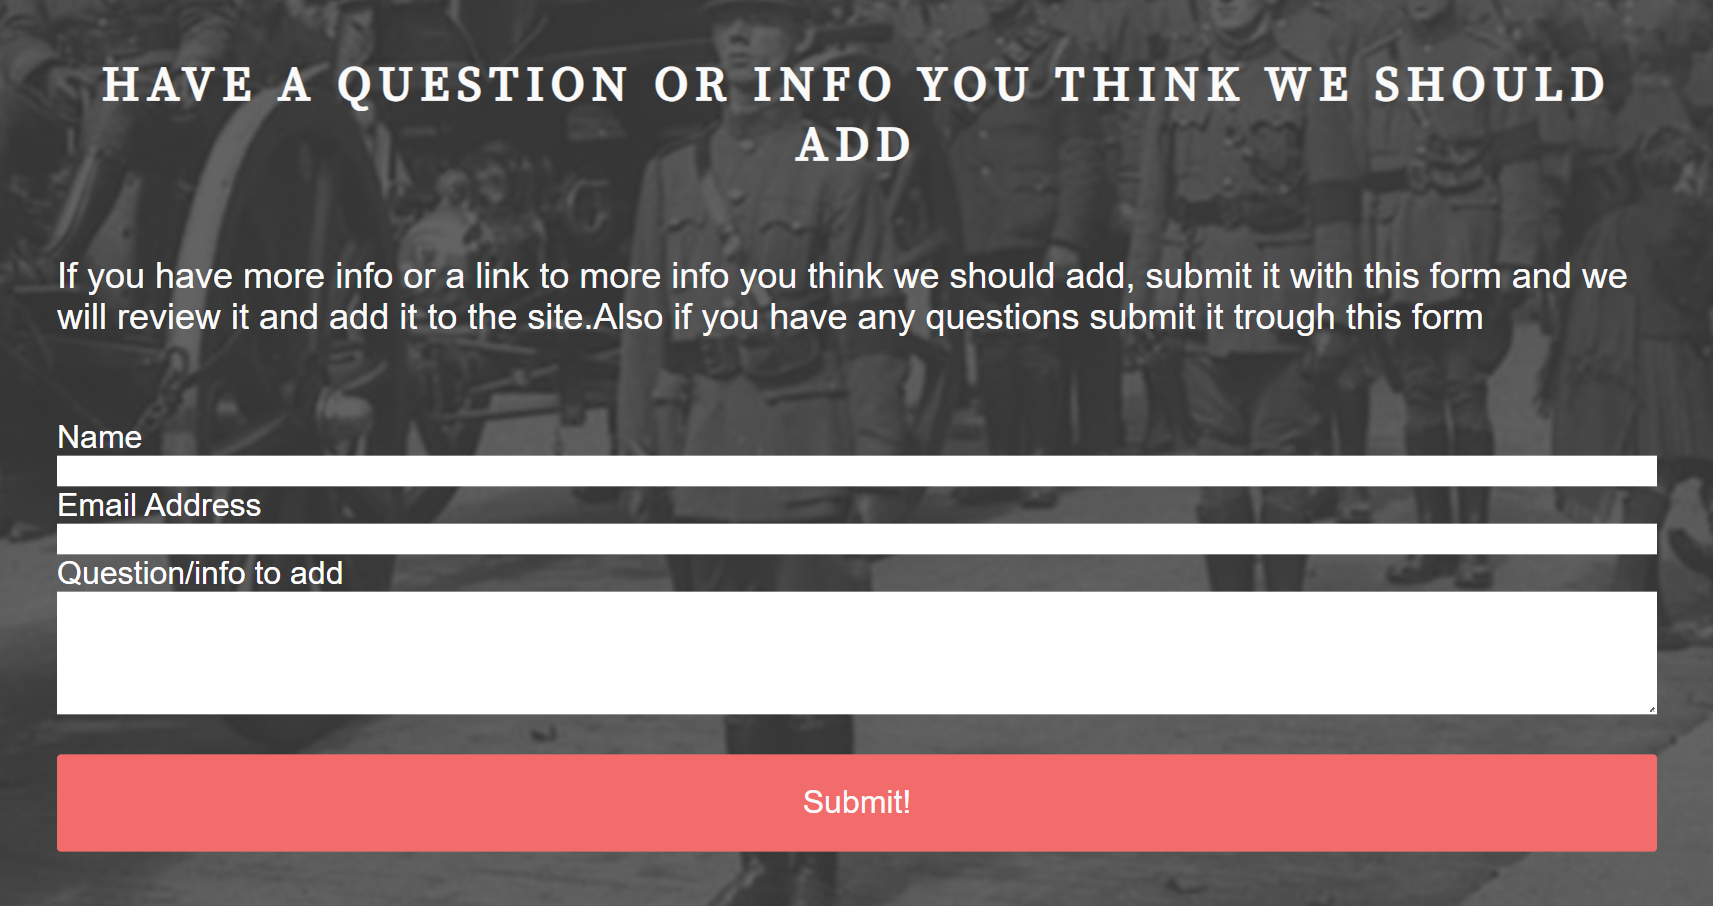 HAVE A QUESTION OR INFO YOU THINK WE SHOULD
ADD
If you have more info or a link to more info you think we should add, submit it with this form and we
will review it and add it to the site.Also if you have any questions submit it trough this form
Name
Email Address
Question/info to add
Submit!